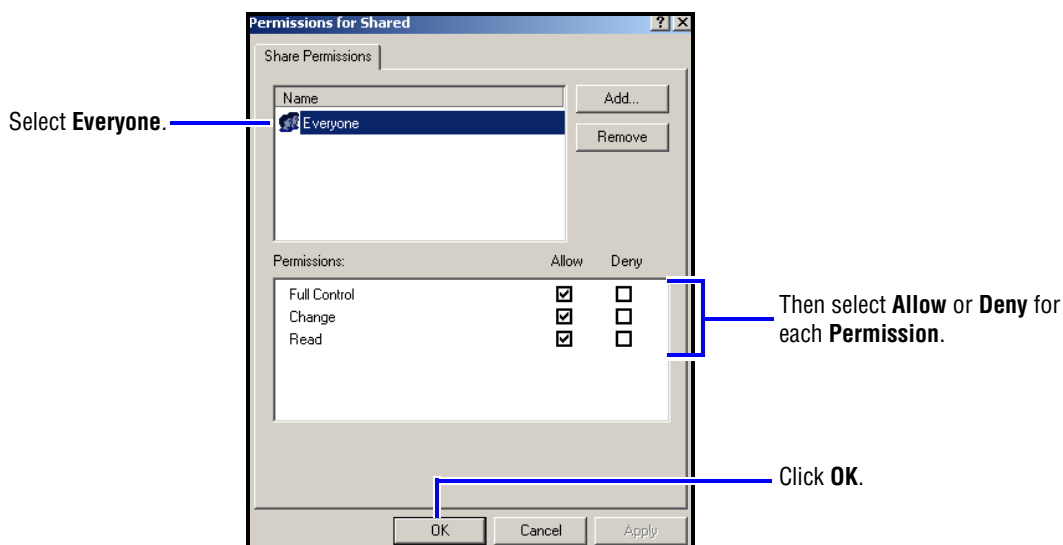 Permissions for Shared
Share Permissions
Name
Add...
Select Everyone.
Everyone
Remove
Permissions: Allow Deny
Full Control
Change
Read
Then select Allow or Deny for
each Permission.
Click OK.
OK Cancel Apply